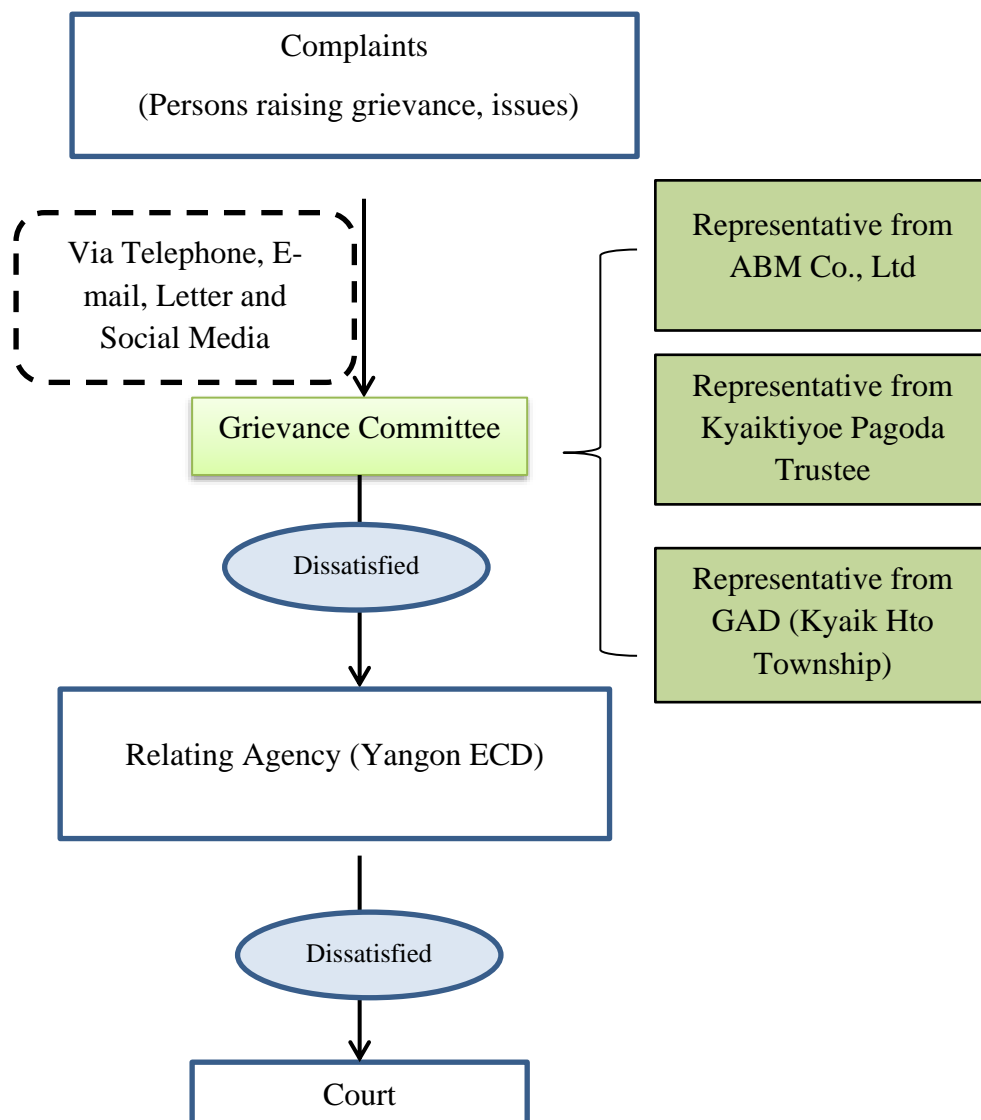 Complaints
(Persons raising grievance, issues)
Via Telephone, E-
mail, Letter and
Social Media
Representative from
ABM Co., Ltd
Grievance Committee
Representative from
Kyaiktiyoe Pagoda
Trustee
Dissatisfied
Representative from
GAD (Kyaik Hto
Township)
Relating Agency (Yangon ECD)
Dissatisfied
Court